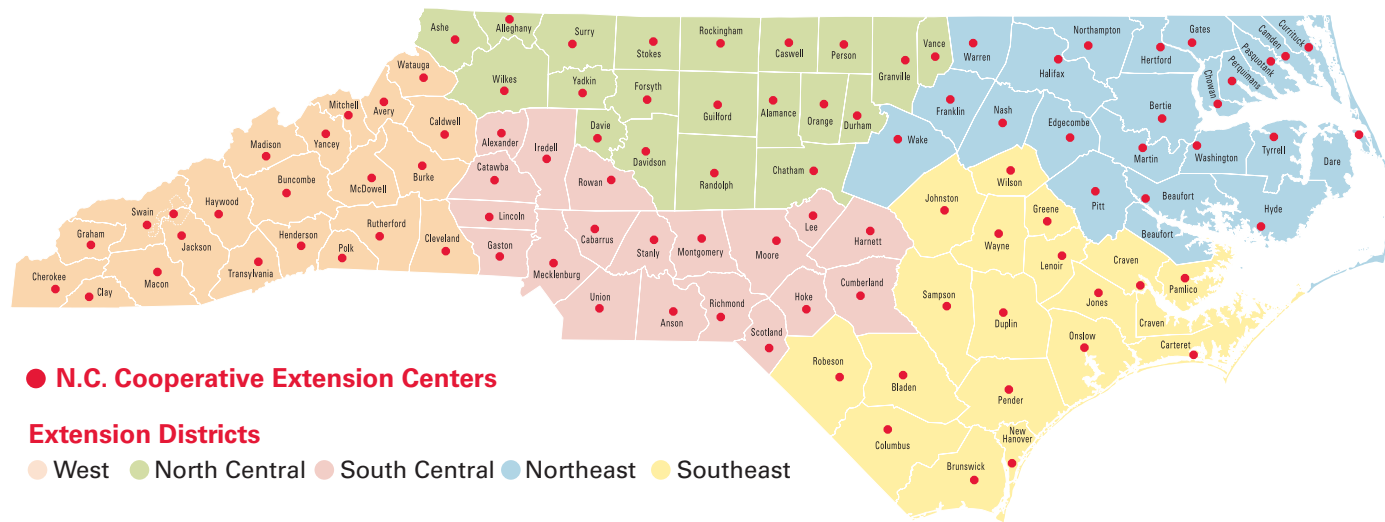 Ashe
Alleghany
Surry
Stokes
Rockingham
Caswell
Person
Granville
Vance
Warren
Northampton
Gates
Hertford
Halifax
Camden
Currituck
Pasquotank
Perquimans
Chowan
Watauga
Wilkes
Yadkin
Forsyth
Guilford
Alamance
Orange
Durham
Franklin
Nash
Edgecombe
Bertie
Mitchell
Avery
Caldwell
Alexander
Iredell
Davie
Davidson
Randolph
Chatham
Wake
Martin
Washington
Tyrrell
Dare
Madison
Yancey
Buncombe
McDowell
Burke
Catawba
Rowan
Wilson
Johnston
Greene
Pitt
Beaufort
Hyde
Swain
Haywood
Graham
Jackson
Henderson
Rutherford
Polk
Cleveland
Lincoln
Gaston
Cabarrus
Stanly
Montgomery
Moore
Lee
Harnett
Wayne
Lenoir
Beaufort
Craven
Pamlico
Cherokee
Clay
Macon
Transylvania
Mecklenburg
Union
Anson
Richmond
Hoke
Cumberland
Scotland
Sampson
Duplin
Jones
Craven
Onslow
Carteret
Robeson
Bladen
Pender
Columbus
New
Hanover
Brunswick
N.C. Cooperative Extension Centers
Extension Districts
West North Central South Central Northeast Southeast